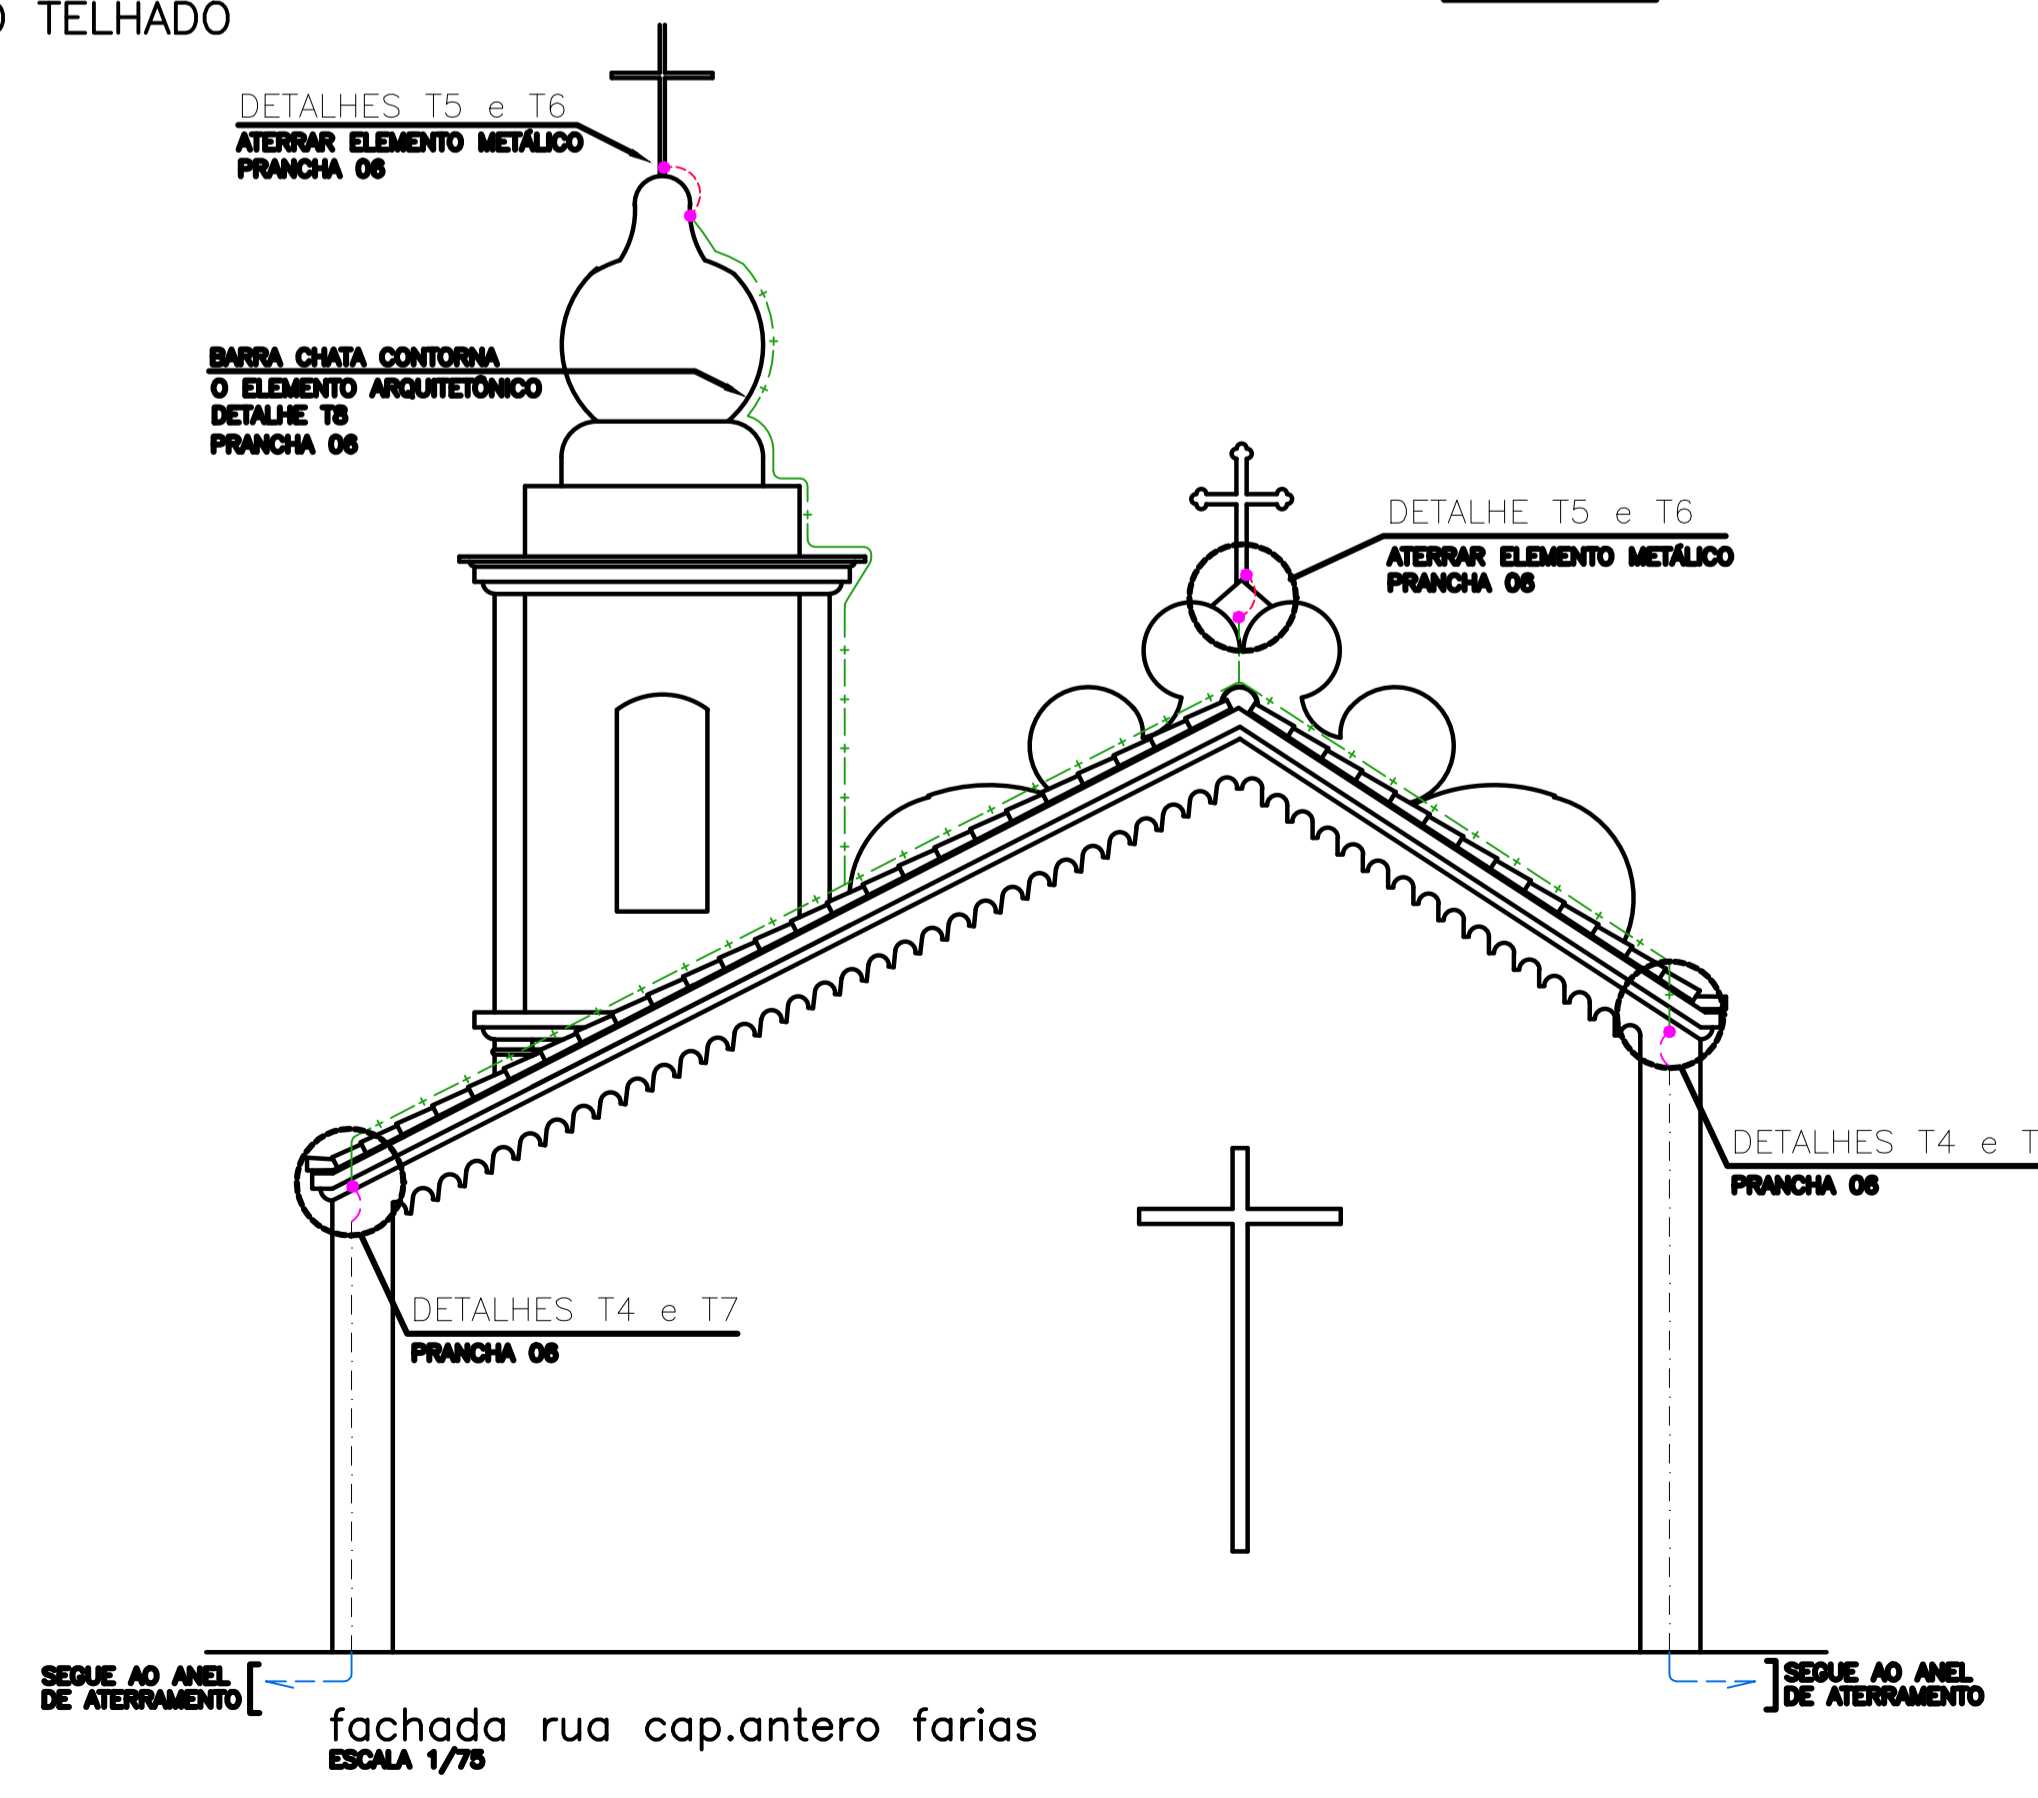 TELHADO
DETALHES T5 e T6
ATERRAR ELEMENTO METÁLICO
PRANCHA 06
BARRA CHATA CONTORNA
O ELEMENTO ARQUITETÔNICO
DETALHE T8
PRANCHA 06
DETALHE T5 e T6
ATERRAR ELEMENTO METÁLICO
PRANCHA 06
DETALHES T4 e T
PRANCHA 06
DETALHES T4 e T7
PRANCHA 06
SEGUE AO ANEL
DE ATERRAMENTO
SEGUE AO ANEL
DE ATERRAMENTO
fachada rua cap.antero farias
ESCALA 1/75